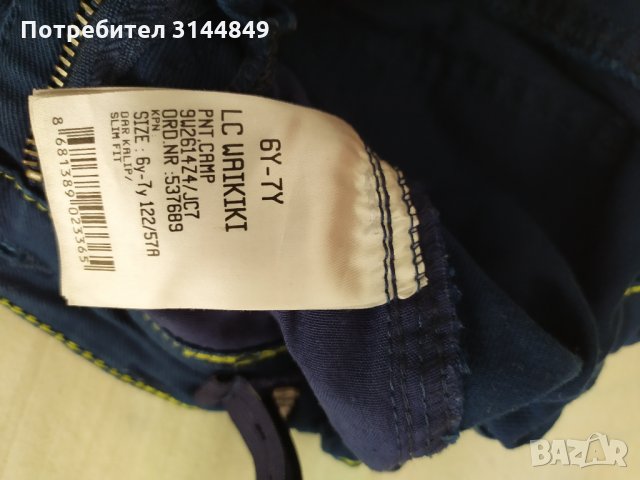 Потребител 3144849
6Y-7Y
LC WAIKIKI
PNT.CAMP
9W2614Z4/JC7
ORD.NR :537689
KPN
SIZE : 6y-7y 122/57A
DAR KALIP/
SLIM FIT
8 681389 023365
bazar